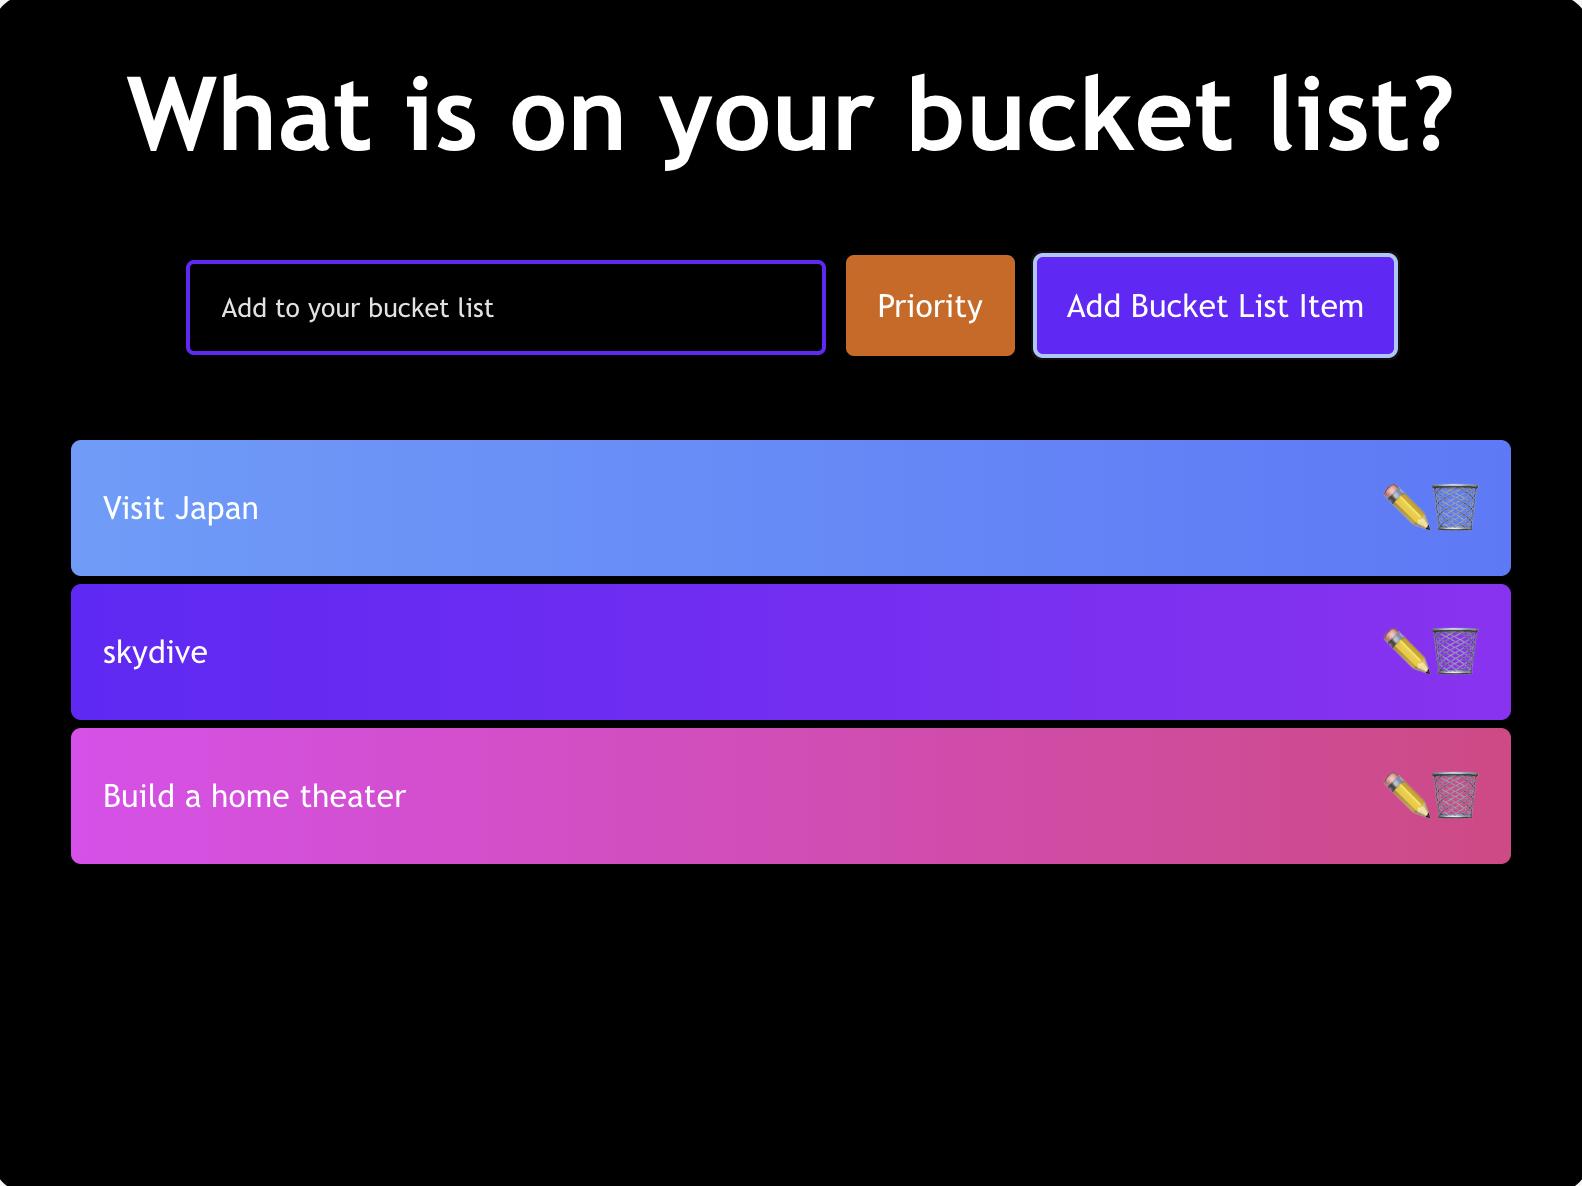 What is on your bucket list?
Add to your bucket list
Priority
Add Bucket List Item
Visit Japan
skydive
Build a home theater